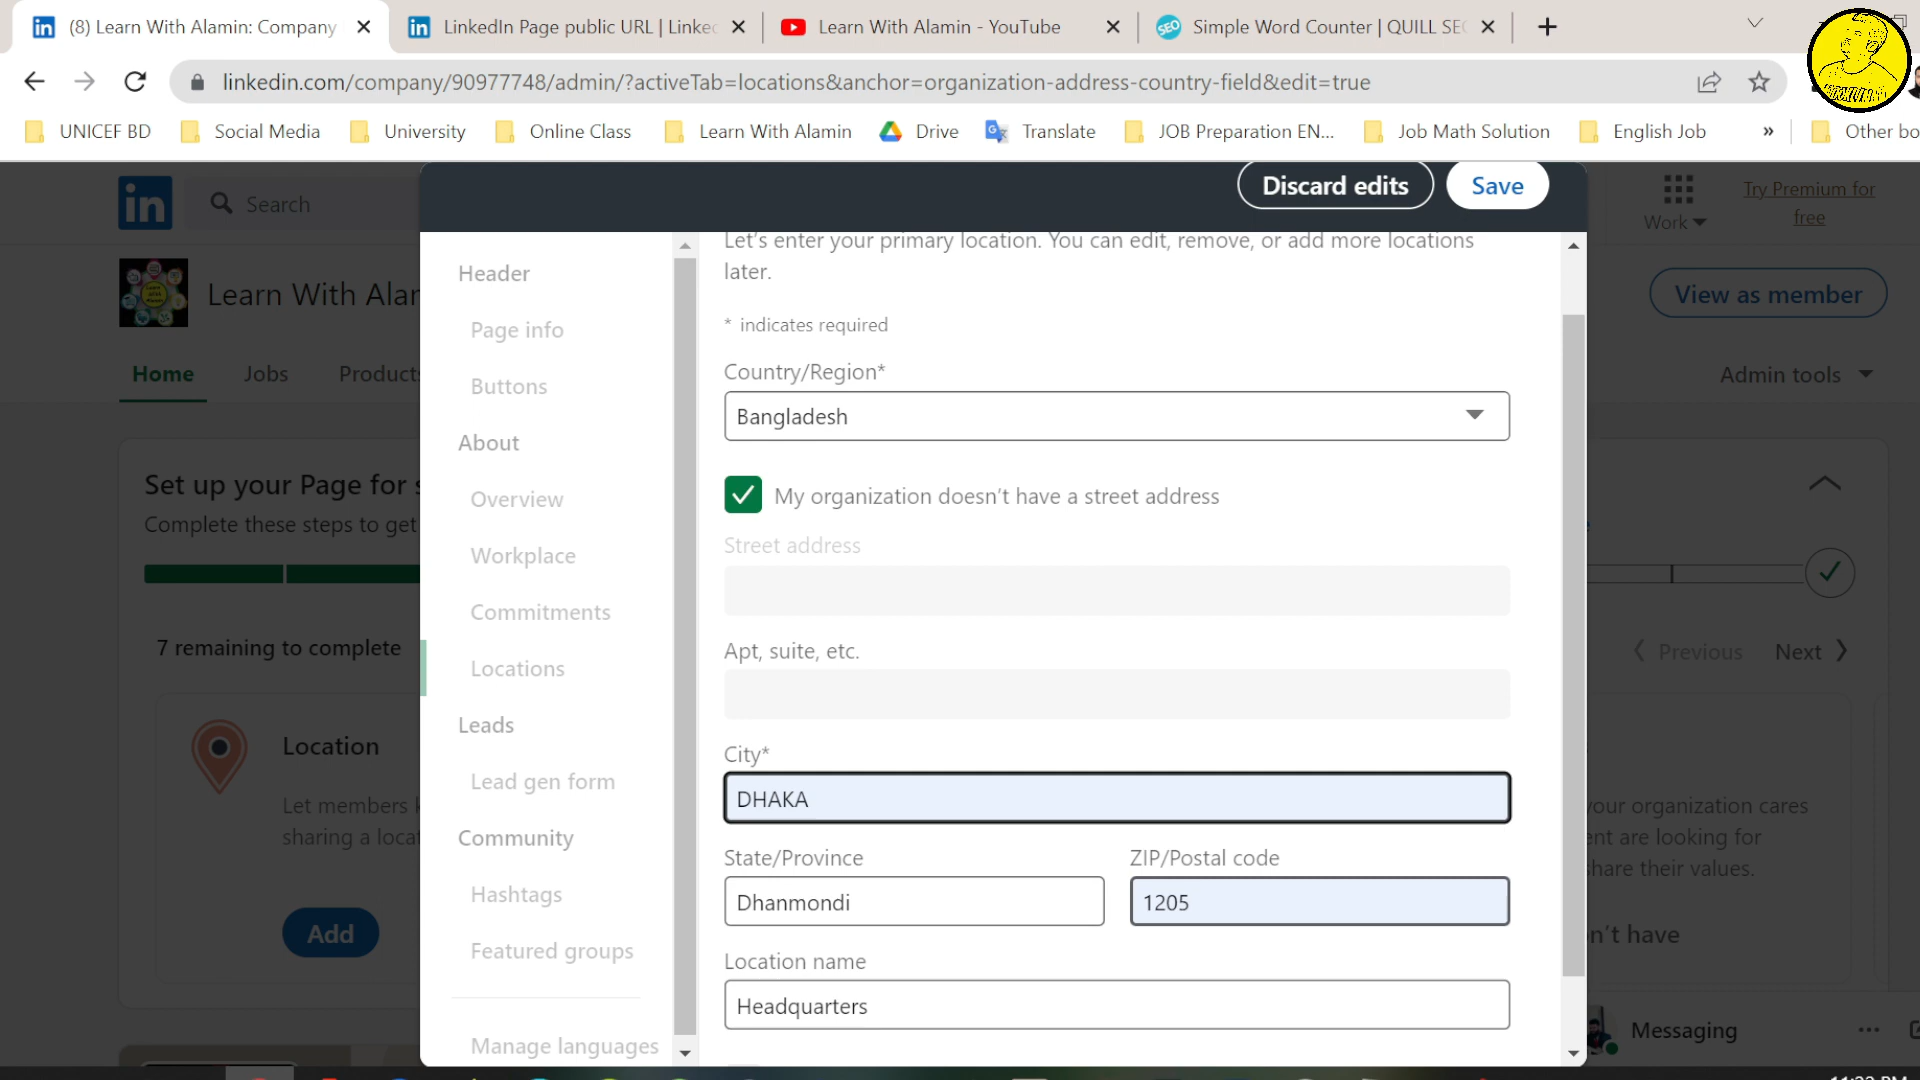 (8) Learn With Alamin: Company
LinkedIn Page public URL | Linked
Learn With Alamin - YouTube
Simple Word Counter | QUILL SE
linkedin.com/company/90977748/admin/?activeTab=locations&anchor=organization-address-country-field&edit=true
UNICEF BD
Social Media
University
Online Class
Learn With Alamin
Drive
Translate
JOB Preparation EN...
Job Math Solution
English Job
»
Other bo
Discard edits
Save
in
Search
Work
Try Premium for
free
Learn With Alar
View as member
Home
Jobs
Products
Admin tools
Set up your Page for s
Complete these steps to get
7 remaining to complete
Previous
Next
Location
Let members k
sharing a locat
Add
Header
Page info
Buttons
About
Overview
Workplace
Commitments
Locations
Leads
Lead gen form
Community
Hashtags
Featured groups
Manage languages
Let's enter your primary location. You can edit, remove, or add more locations
later.
* indicates required
Country/Region*
Bangladesh
My organization doesn't have a street address
Street address
Apt, suite, etc.
City*
DHAKA
State/Province
ZIP/Postal code
Dhanmondi
1205
Location name
Headquarters
your organization cares
ent are looking for
hare their values.
n't have
Messaging